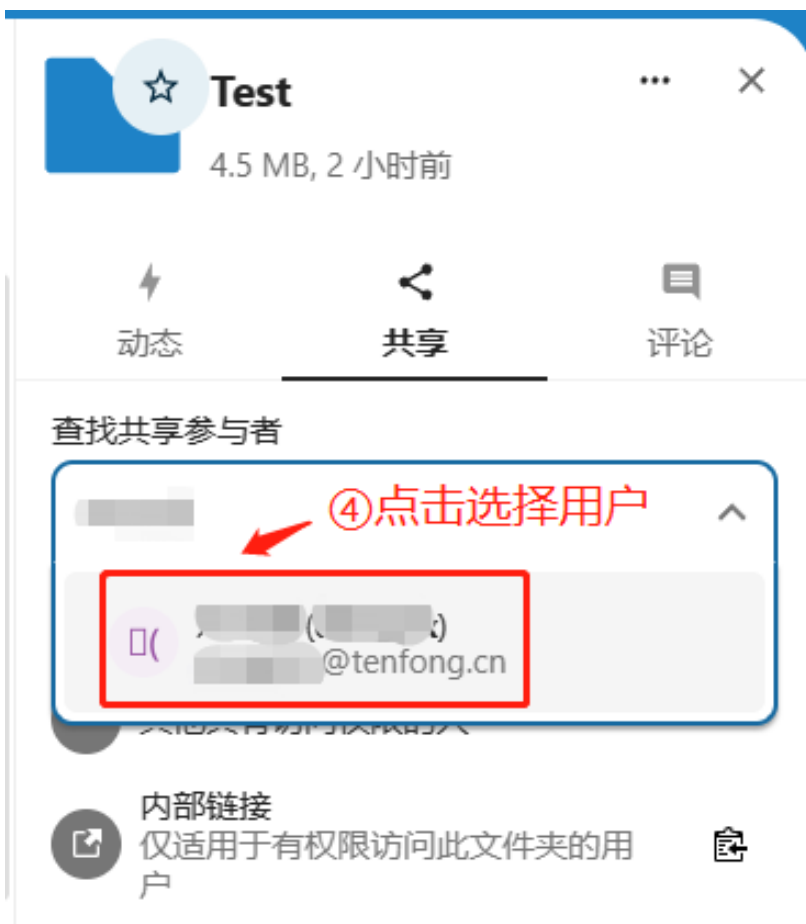 Test
4.5 MB, 2 小时前
动态
共享
评论
查找共享参与者
④点击选择用户
@tenfong.cn
内部链接
仅适用于有权限访问此文件夹的用
户